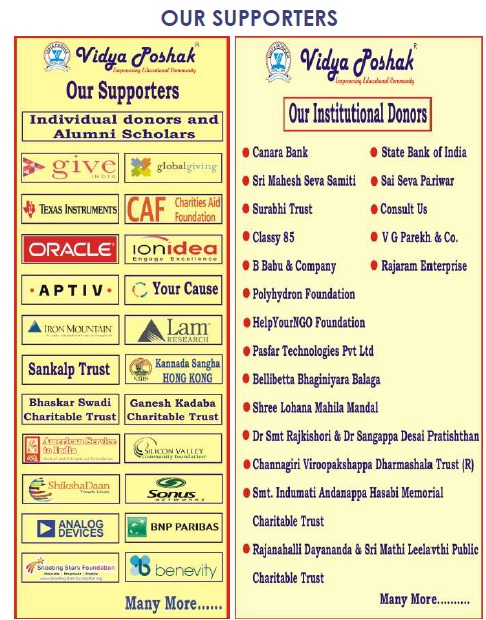 OUR SUPPORTERS
Vidya Poshak
Empowering Educational Community
Our Supporters
Individual donors and
Alumni Scholars
give
INDIA
globalgiving
TEXAS INSTRUMENTS
CAF Charities Aid
Foundation
ORACLE
ionidea
Engage Excellence
• APTIV •
Your Cause
IRON MOUNTAIN
Lam
RESEARCH
Sankalp Trust
Kannada Sangha
HONG KONG
Bhaskar Swadi
Charitable Trust
Ganesh Kadaba
Charitable Trust
American Service
to India
SILICON VALLEY
community foundation
ShikshaDaan
Sonus
NETWORKS
ANALOG
DEVICES
BNP PARIBAS
Shooting Stars Foundation
benevity
Many More......
Vidya Poshak
Empowering Educational Community
Our Institutional Donors
• Canara Bank
• State Bank of India
• Sri Mahesh Seva Samiti
• Sai Seva Pariwar
• Surabhi Trust
• Consult Us
• Classy 85
• V G Parekh & Co.
• B Babu & Company
• Rajaram Enterprise
• Polyhydron Foundation
• HelpYourNGO Foundation
• Pasfar Technologies Pvt Ltd
• Bellibetta Bhaginiyara Balaga
• Shree Lohana Mahila Mandal
• Dr Smt Rajkishori & Dr Sangappa Desai Pratishthan
• Channagiri Viroopakshappa Dharmashala Trust (R)
• Smt. Indumati Andanappa Hasabi Memorial
Charitable Trust
• Rajanahalli Dayananda & Sri Mathi Leelavthi Public
Charitable Trust
Many More..........